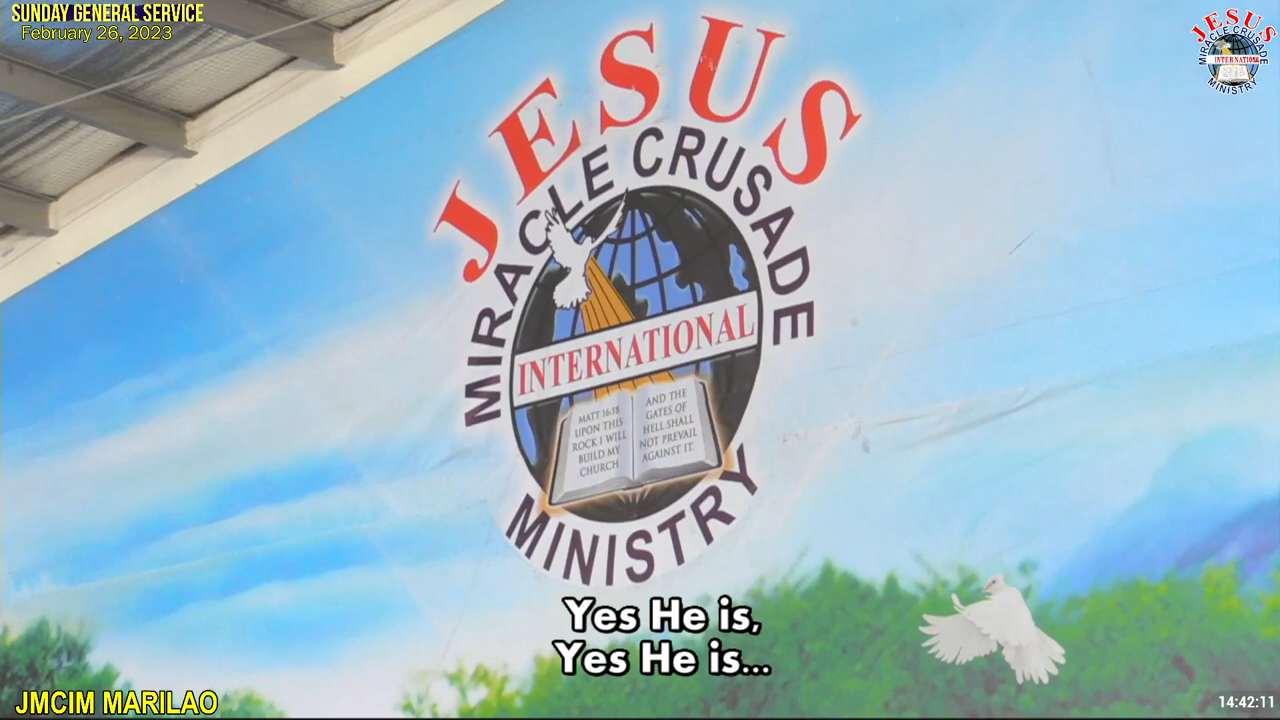 SUNDAY GENERAL SERVICE
February 26, 2023
JESUS
MIRACLE CRUSADE
INTERNATIONAL
MINISTRY
JESUS
MIRACLE CRUSADE
INTERNATIONAL
MATT 16:18
UPON THIS
ROCK I WILL
BUILD MY
CHURCH
AND THE
GATES OF
HELL SHALL
NOT PREVAIL
AGAINST IT.
MINISTRY
Yes He is,
Yes He is...
JMCIM MARILAO
14:42:11